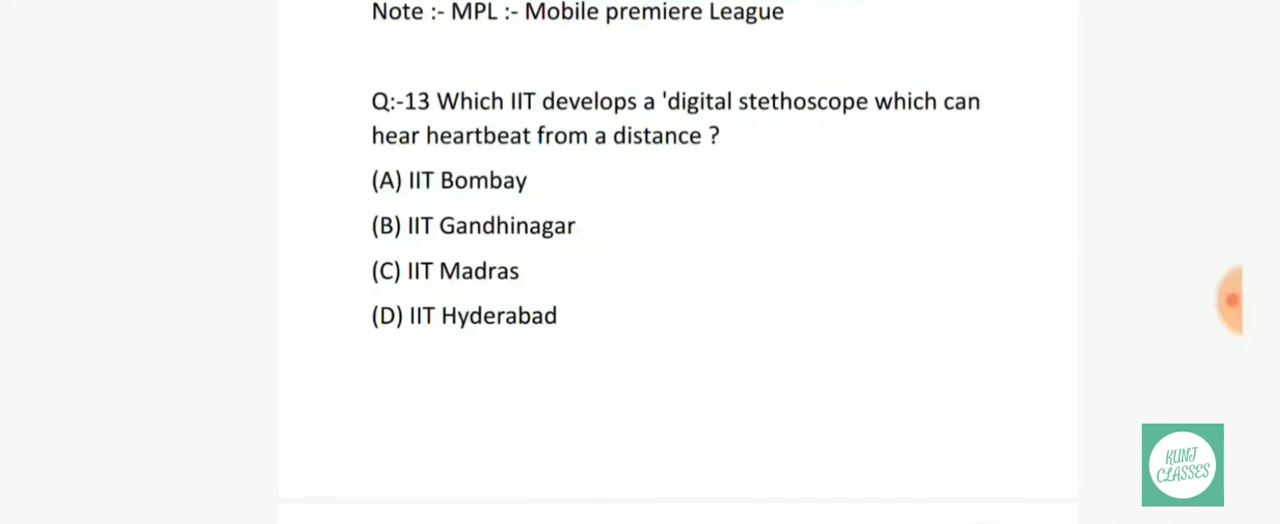 Note :- MPL :- Mobile premiere League
Q:-13 Which IIT develops a 'digital stethoscope which can
hear heartbeat from a distance ?
(A) IIT Bombay
(B) IIT Gandhinagar
(C) IIT Madras
(D) IIT Hyderabad
KUNJ
CLASSES